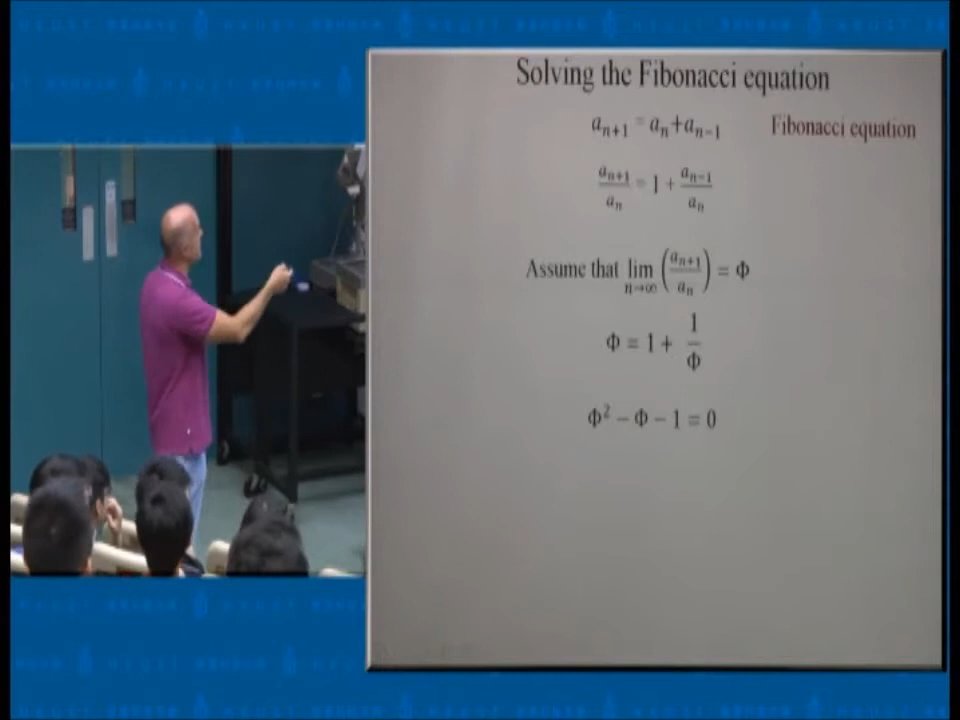 Solving the Fibonacci equation
aₙ₊₁ = aₙ+aₙ₋₁ Fibonacci equation
aₙ₊₁/aₙ = 1 + aₙ₋₁/aₙ
Assume that lim n→∞ (aₙ₊₁/aₙ) = Φ
Φ = 1 + 1/Φ
Φ² − Φ − 1 = 0